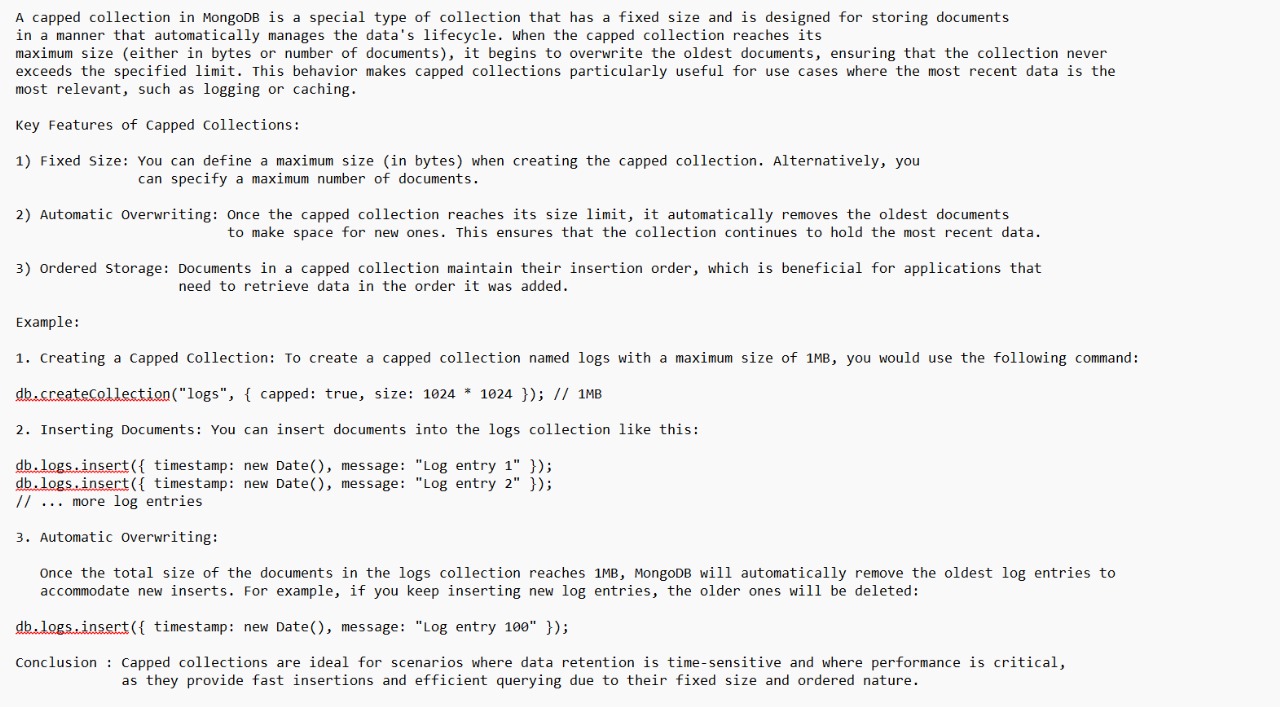 A capped collection in MongoDB is a special type of collection that has a fixed size and is designed for storing documents
in a manner that automatically manages the data's lifecycle. When the capped collection reaches its
maximum size (either in bytes or number of documents), it begins to overwrite the oldest documents, ensuring that the collection never
exceeds the specified limit. This behavior makes capped collections particularly useful for use cases where the most recent data is the
most relevant, such as logging or caching.
Key Features of Capped Collections:
1) Fixed Size: You can define a maximum size (in bytes) when creating the capped collection. Alternatively, you
can specify a maximum number of documents.
2) Automatic Overwriting: Once the capped collection reaches its size limit, it automatically removes the oldest documents
to make space for new ones. This ensures that the collection continues to hold the most recent data.
3) Ordered Storage: Documents in a capped collection maintain their insertion order, which is beneficial for applications that
need to retrieve data in the order it was added.
Example:
1. Creating a Capped Collection: To create a capped collection named logs with a maximum size of 1MB, you would use the following command:
db.createCollection("logs", { capped: true, size: 1024 * 1024 }); // 1MB
2. Inserting Documents: You can insert documents into the logs collection like this:
db.logs.insert({ timestamp: new Date(), message: "Log entry 1" });
db.logs.insert({ timestamp: new Date(), message: "Log entry 2" });
// ... more log entries
3. Automatic Overwriting:
Once the total size of the documents in the logs collection reaches 1MB, MongoDB will automatically remove the oldest log entries to
accommodate new inserts. For example, if you keep inserting new log entries, the older ones will be deleted:
db.logs.insert({ timestamp: new Date(), message: "Log entry 100" });
Conclusion : Capped collections are ideal for scenarios where data retention is time-sensitive and where performance is critical,
as they provide fast insertions and efficient querying due to their fixed size and ordered nature.